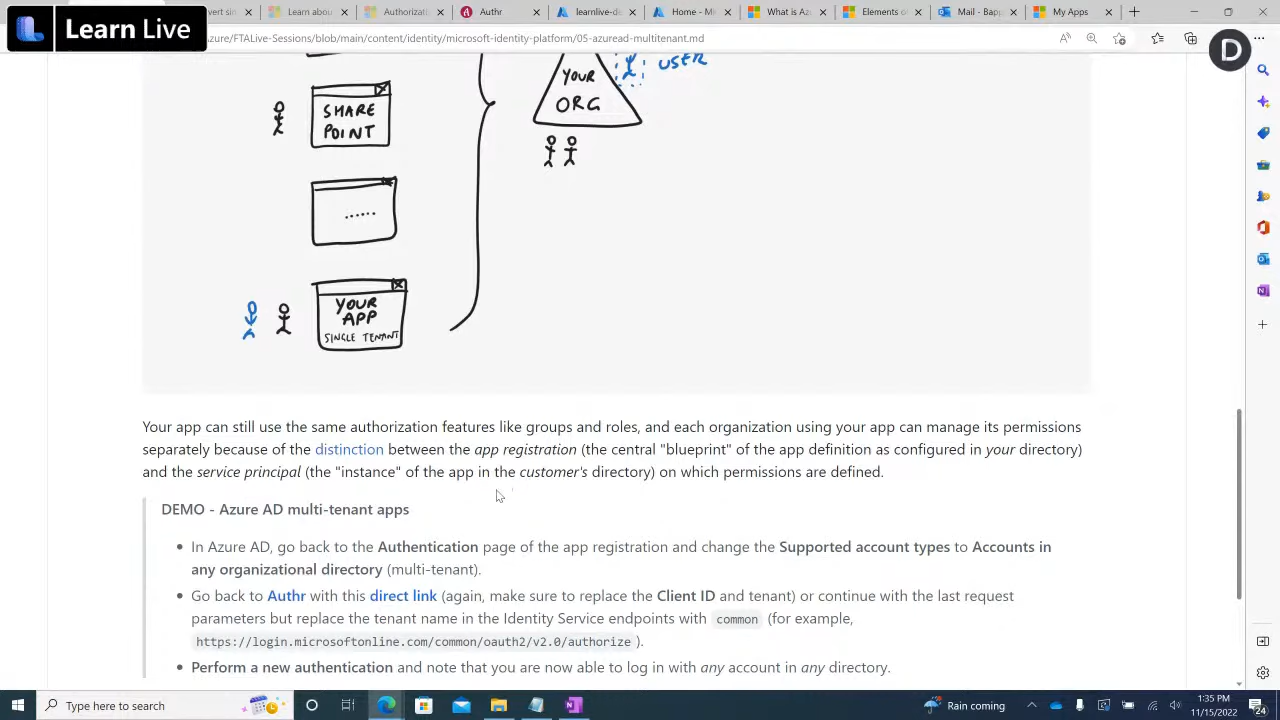 Learn Live
vert sin
Learn abou
Authorizati
Authr
learnlive-de
Home - Mi
What is Az
Elements c
Mail - Bapp
My Apps
zure/FTALive-Sessions/blob/main/content/identity/microsoft-identity-platform/05-azuread-multitenant.md
D
USER
YOUR
ORG
SHARE
POINT
......
YOUR
APP
SINGLE TENANT
Your app can still use the same authorization features like groups and roles, and each organization using your app can manage its permissions
separately because of the distinction between the app registration (the central "blueprint" of the app definition as configured in your directory)
and the service principal (the "instance" of the app in the customer's directory) on which permissions are defined.
DEMO - Azure AD multi-tenant apps
• In Azure AD, go back to the Authentication page of the app registration and change the Supported account types to Accounts in
any organizational directory (multi-tenant).
• Go back to Authr with this direct link (again, make sure to replace the Client ID and tenant) or continue with the last request
parameters but replace the tenant name in the Identity Service endpoints with common (for example,
https://login.microsoftonline.com/common/oauth2/v2.0/authorize ).
• Perform a new authentication and note that you are now able to log in with any account in any directory.
Type here to search
Rain coming
1:35 PM
11/15/2022
24